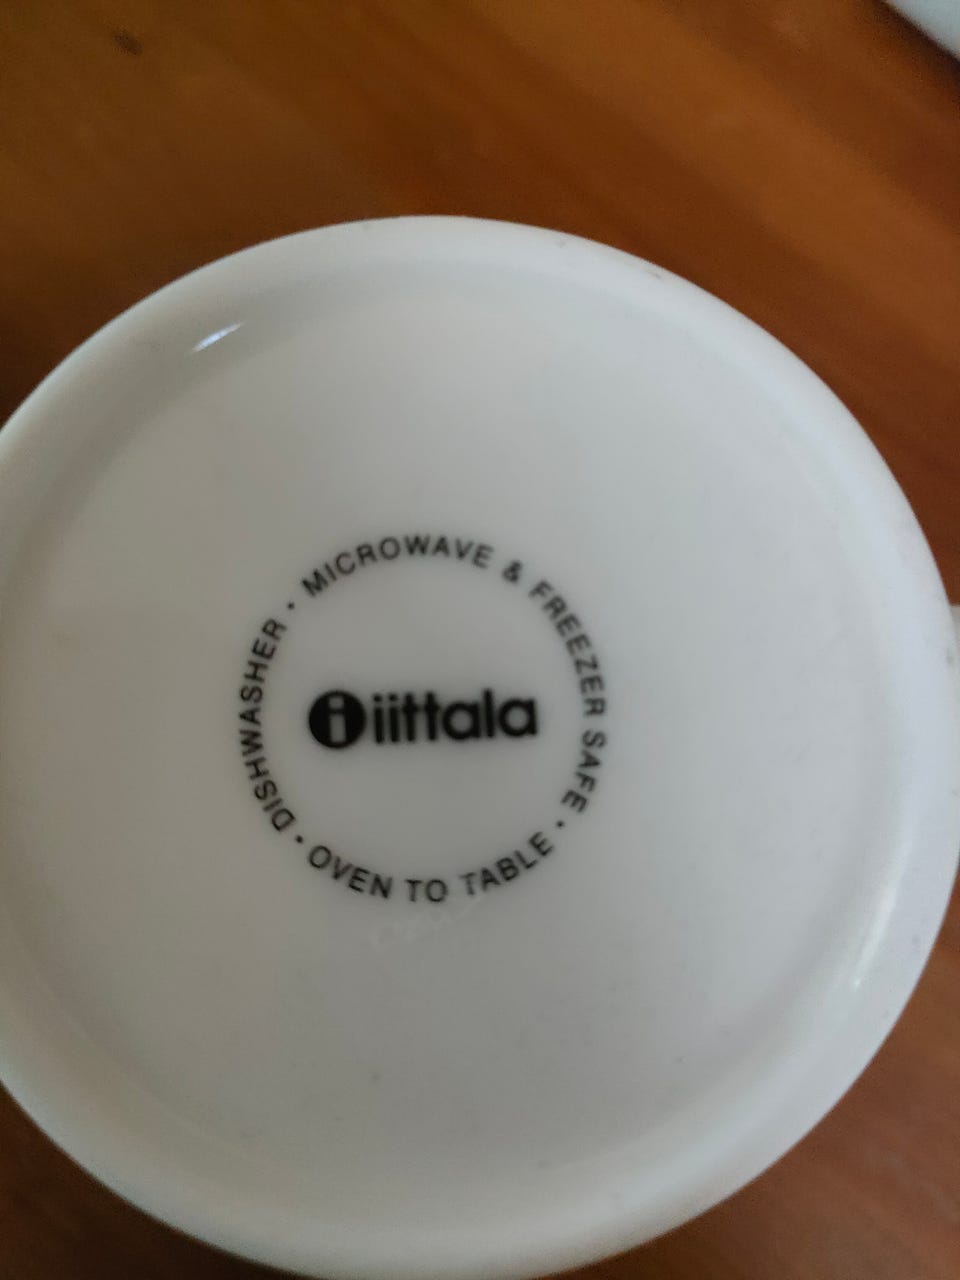 DISHWASHER · MICROWAVE & FREEZER SAFE · OVEN TO TABLE ·
i iittala